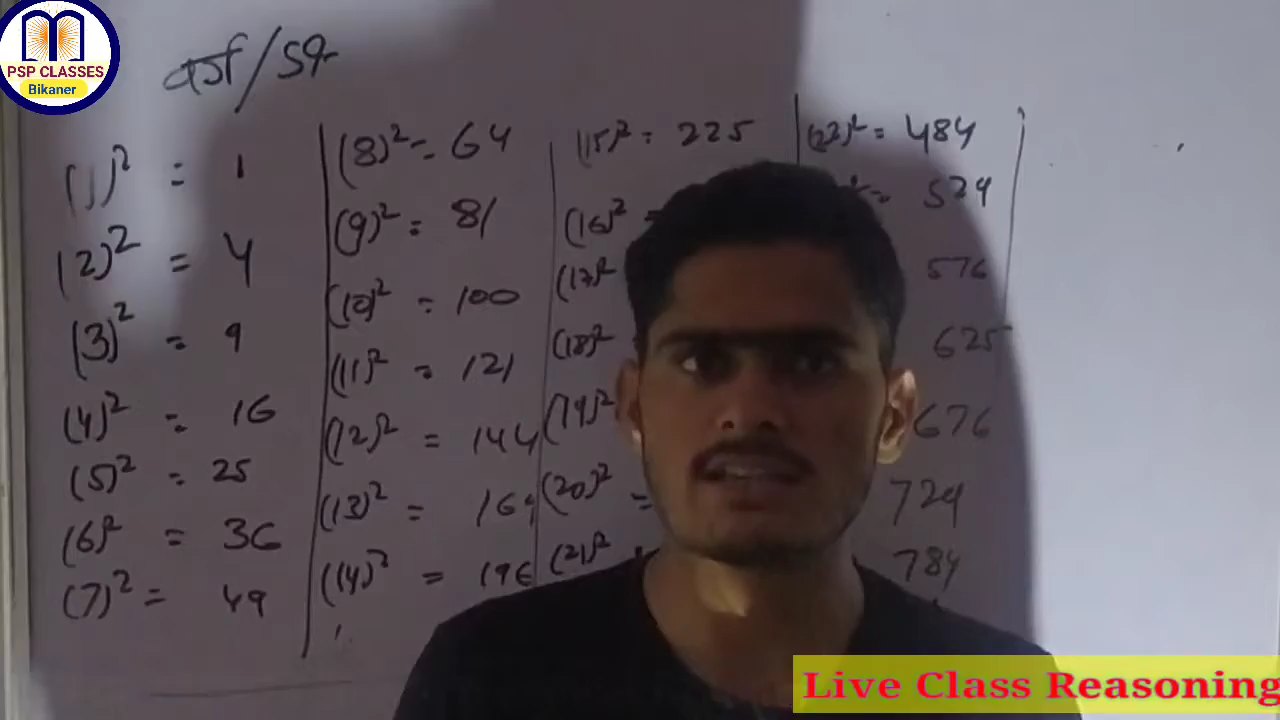 PSP CLASSES
Bikaner
वर्ग / SQ
(1)² = 1
(2)² = 4
(3)² = 9
(4)² = 16
(5)² = 25
(6)² = 36
(7)² = 49
(8)² = 64
(9)² = 81
(10)² = 100
(11)² = 121
(12)² = 144
(13)² = 169
(14)² = 196
(15)² = 225
(16)² =
(17)²
(18)²
(19)²
(20)² =
(21)²
(22)² = 484
² = 529
576
625
676
729
784
Live Class Reasoning